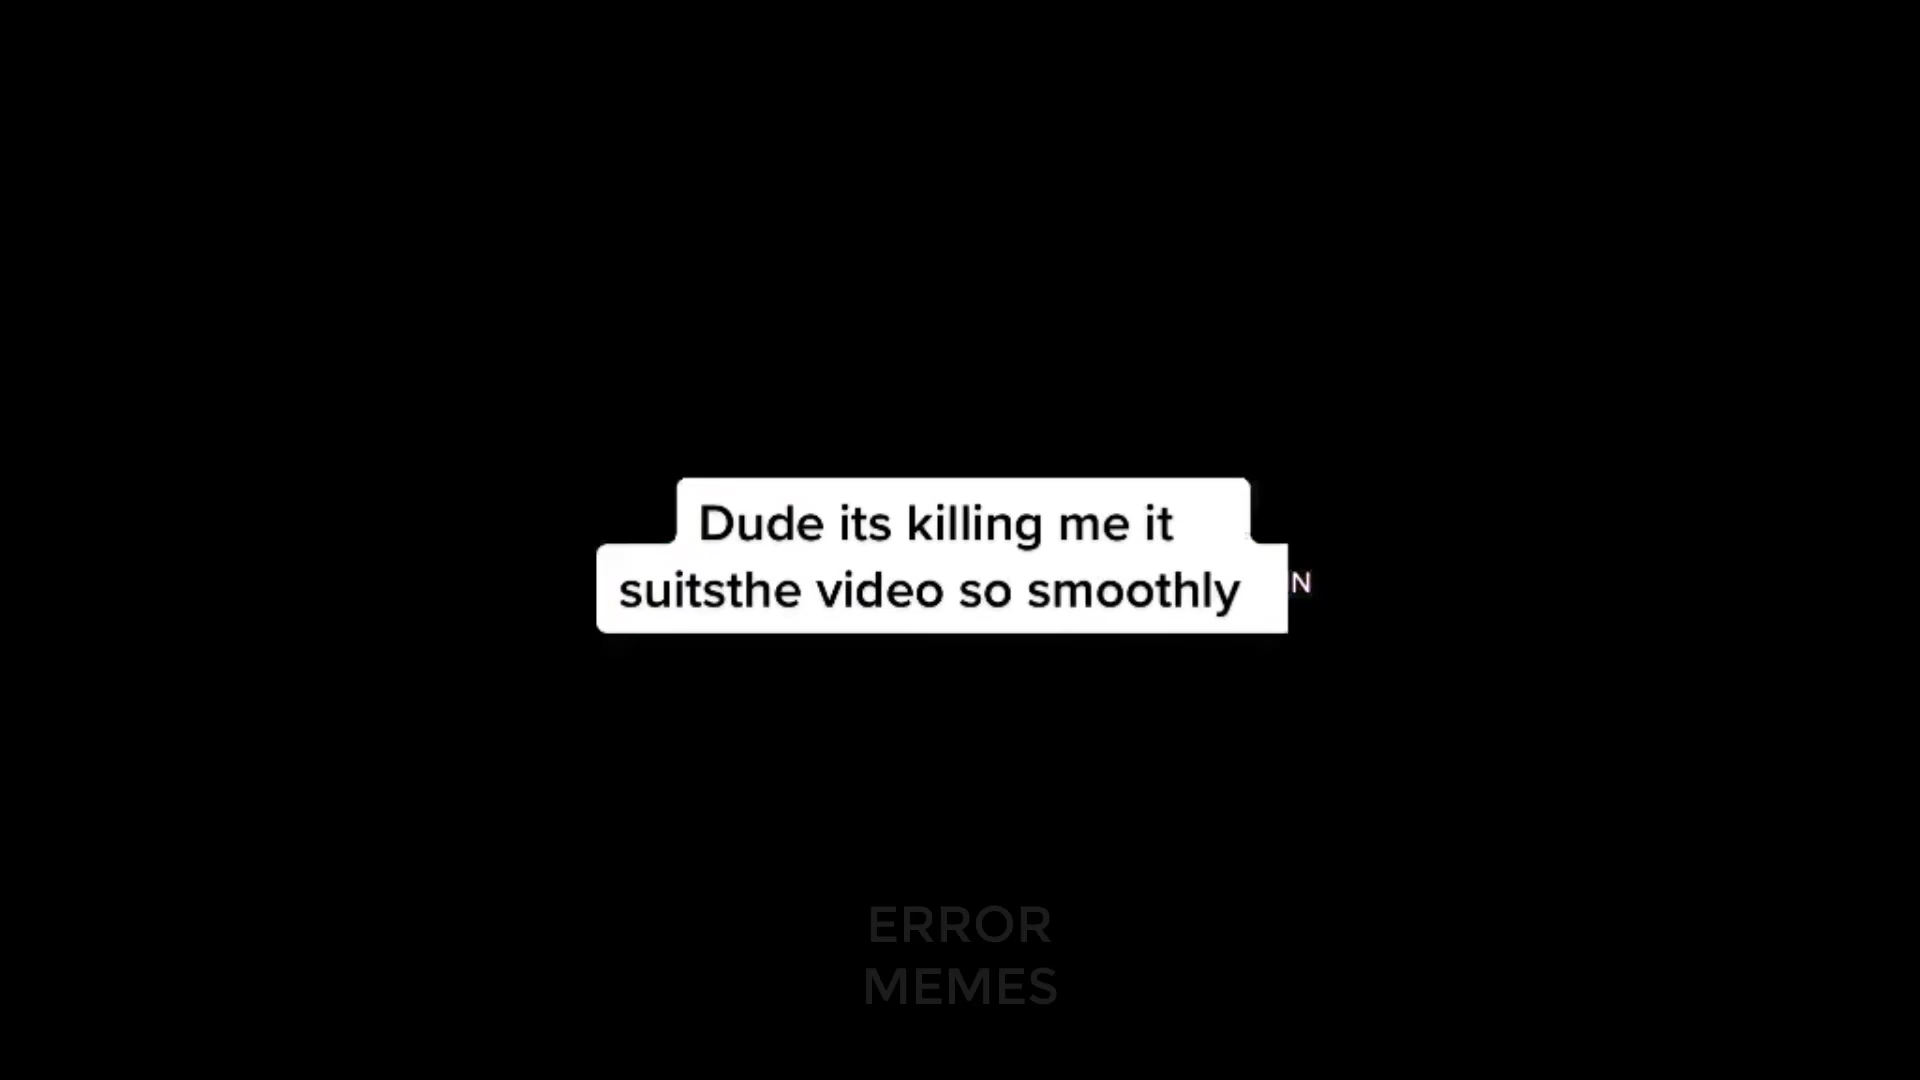 Dude its killing me it
suitsthe video so smoothly
N
ERROR
MEMES